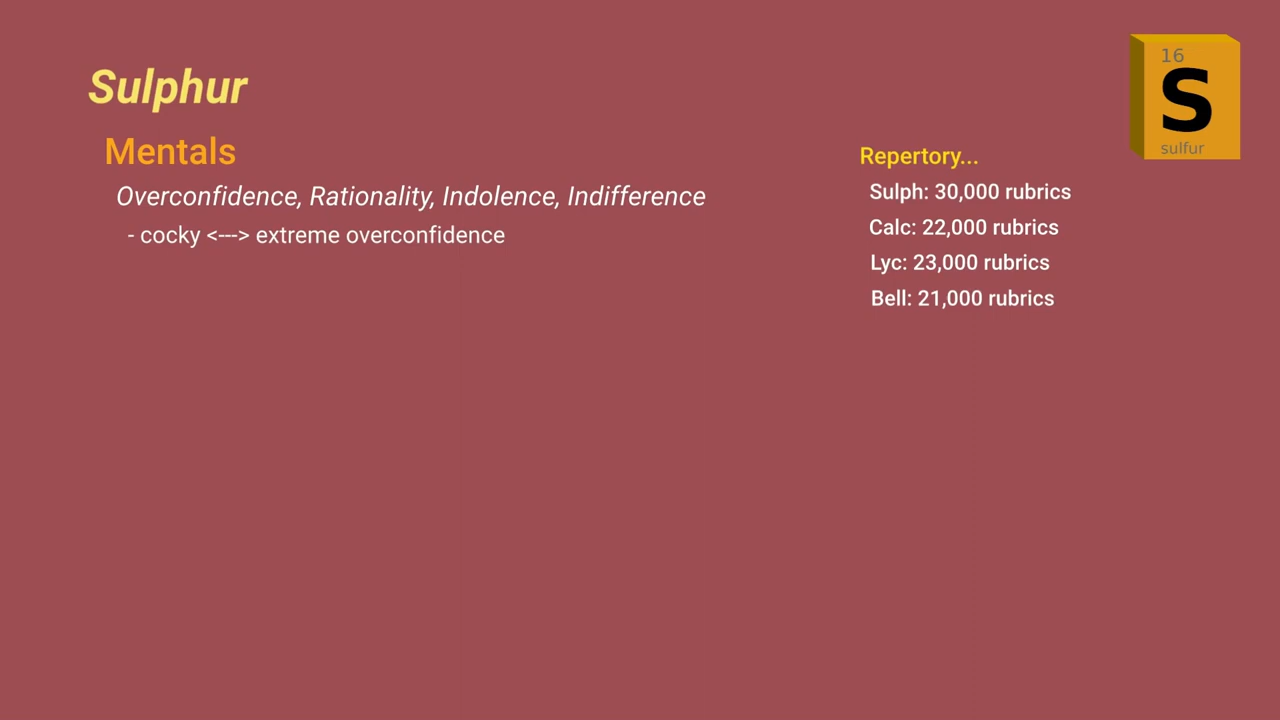 Sulphur
Mentals
Overconfidence, Rationality, Indolence, Indifference
- cocky <---> extreme overconfidence
16
S
sulfur
Repertory...
Sulph: 30,000 rubrics
Calc: 22,000 rubrics
Lyc: 23,000 rubrics
Bell: 21,000 rubrics